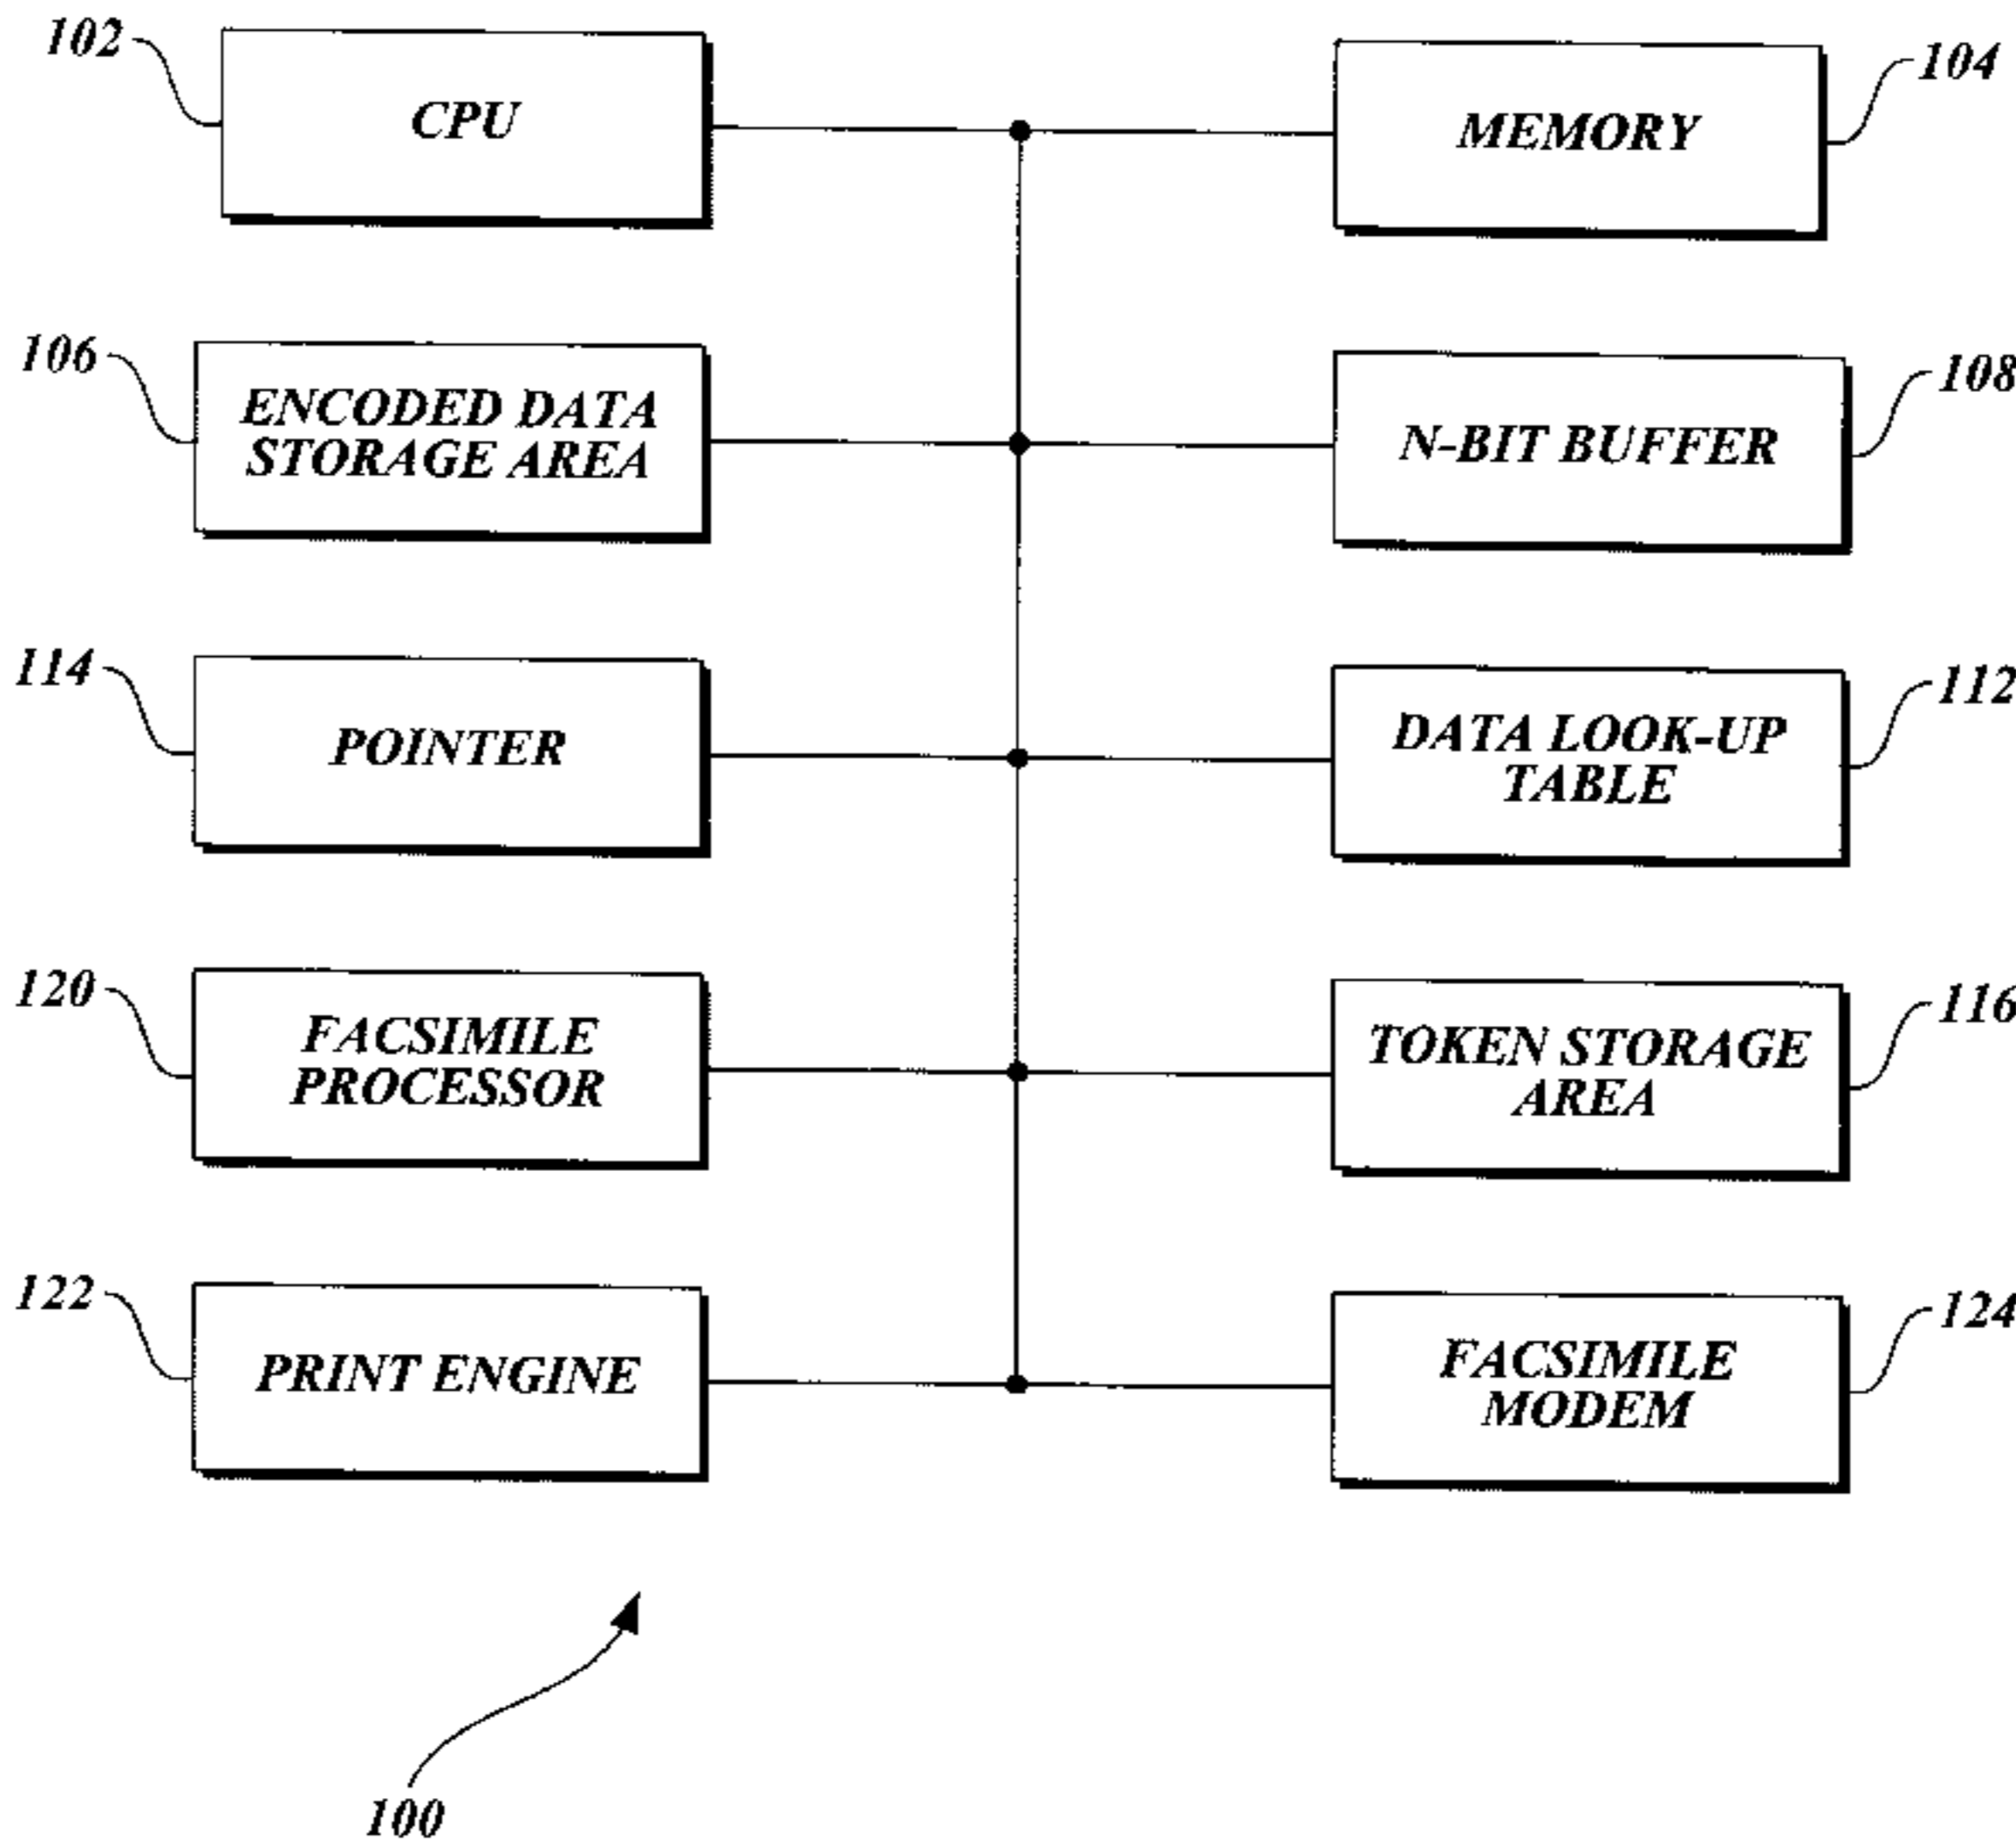 102
CPU
MEMORY
104
106
ENCODED DATA
STORAGE AREA
N-BIT BUFFER
108
114
POINTER
DATA LOOK-UP
TABLE
112
120
FACSIMILE
PROCESSOR
TOKEN STORAGE
AREA
116
122
PRINT ENGINE
FACSIMILE
MODEM
124
100